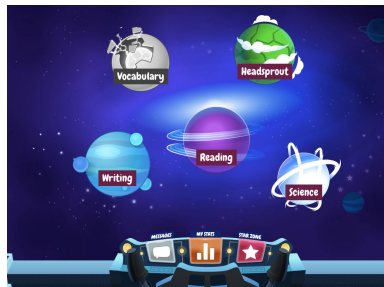 Vocabulary
Headsprout
Reading
Writing
Science
MESSAGES
MY STATS
STAR ZONE